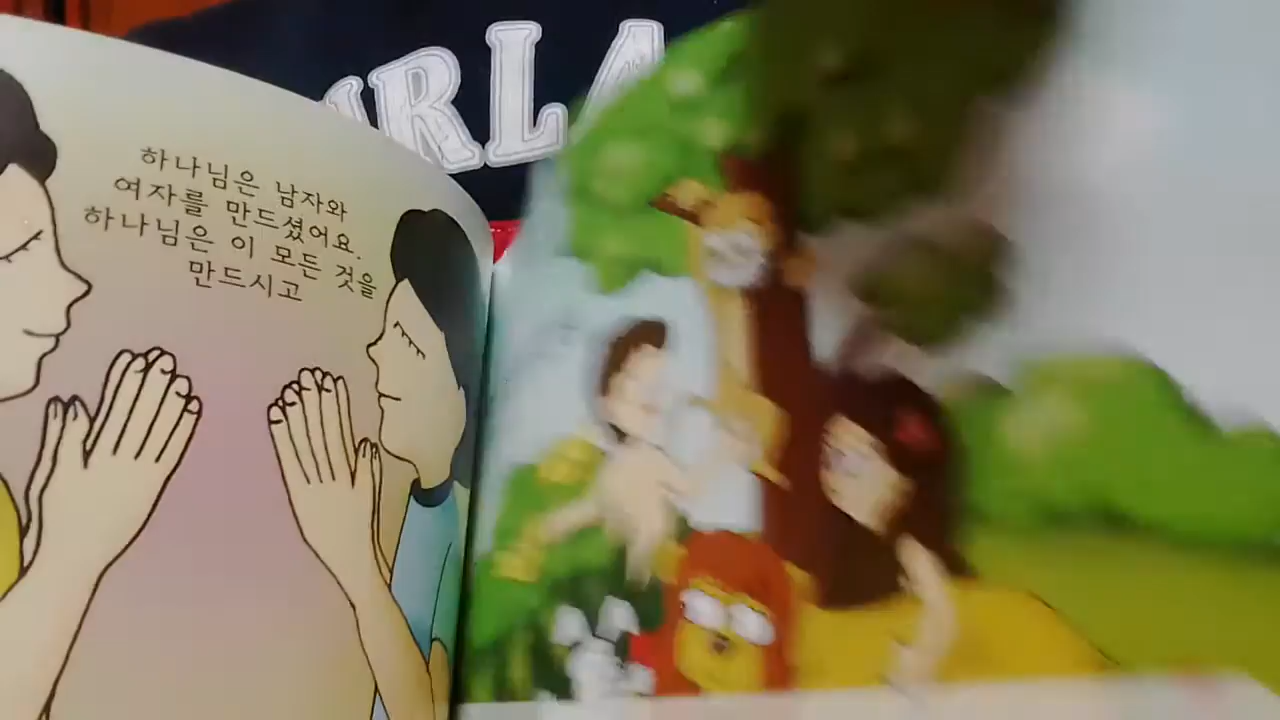 하나님은 남자와
여자를 만드셨어요.
하나님은 이 모든 것을
만드시고